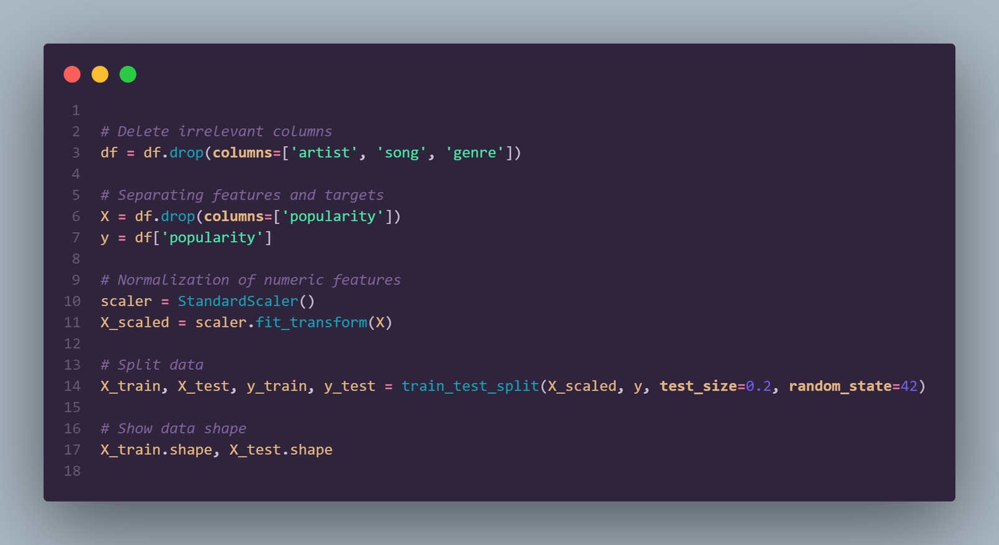 1
2 # Delete irrelevant columns
3 df = df.drop(columns=['artist', 'song', 'genre'])
4
5 # Separating features and targets
6 X = df.drop(columns=['popularity'])
7 y = df['popularity']
8
9 # Normalization of numeric features
10 scaler = StandardScaler()
11 X_scaled = scaler.fit_transform(X)
12
13 # Split data
14 X_train, X_test, y_train, y_test = train_test_split(X_scaled, y, test_size=0.2, random_state=42)
15
16 # Show data shape
17 X_train.shape, X_test.shape
18